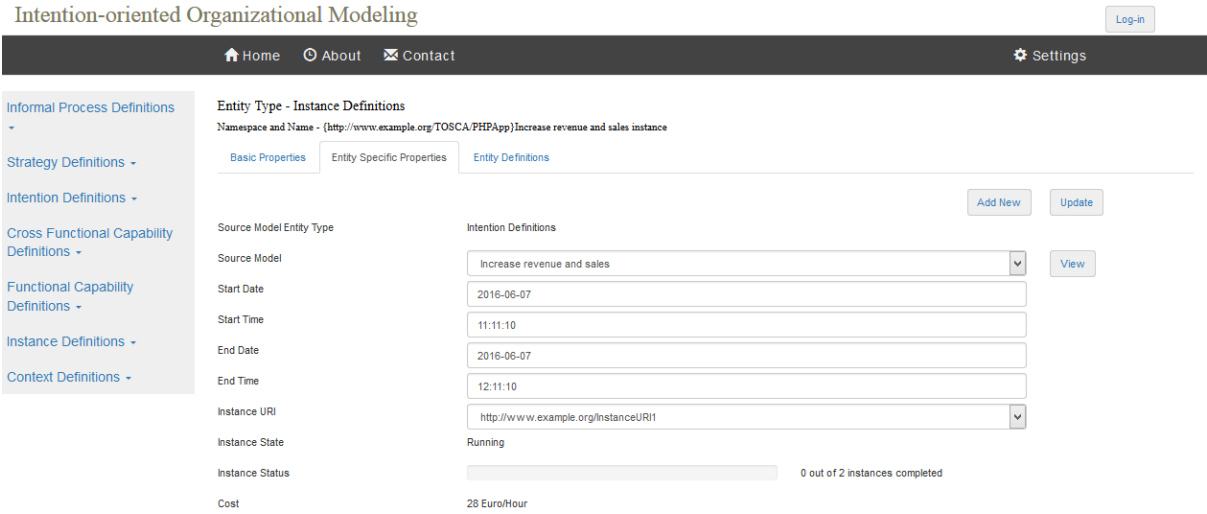 Intention-oriented Organizational Modeling
Log-in
Home About Contact Settings
Informal Process Definitions
Strategy Definitions
Intention Definitions
Cross Functional Capability
Definitions
Functional Capability
Definitions
Instance Definitions
Context Definitions
Entity Type - Instance Definitions
Namespace and Name - {http://www.example.org/TOSCA/PHPApp}Increase revenue and sales instance
Basic Properties Entity Specific Properties Entity Definitions
Add New Update
Source Model Entity Type Intention Definitions
Source Model Increase revenue and sales View
Start Date 2016-06-07
Start Time 11:11:10
End Date 2016-06-07
End Time 12:11:10
Instance URI http://www.example.org/InstanceURI1
Instance State Running
Instance Status 0 out of 2 instances completed
Cost 28 Euro/Hour